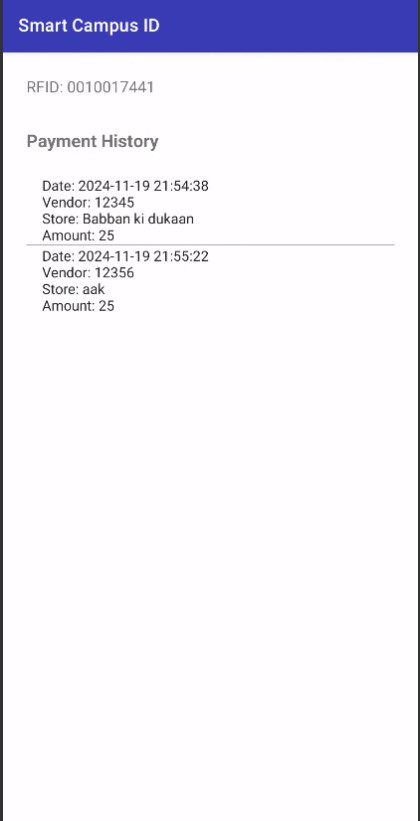 Smart Campus ID
RFID: 0010017441
Payment History
Date: 2024-11-19 21:54:38
Vendor: 12345
Store: Babban ki dukaan
Amount: 25
Date: 2024-11-19 21:55:22
Vendor: 12356
Store: aak
Amount: 25